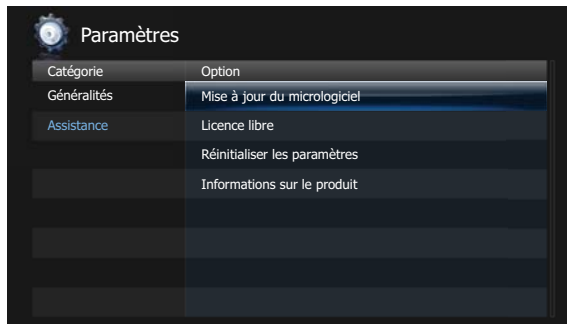 Paramètres
Catégorie Option
Généralités Mise à jour du micrologiciel
Assistance Licence libre
Réinitialiser les paramètres
Informations sur le produit